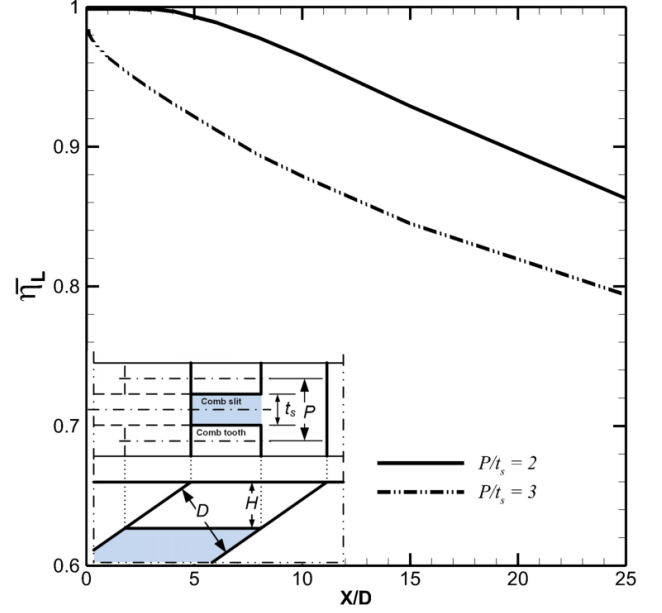 1
0.9
0.8
0.7
0.6
η̅L
Comb slit
Comb tooth
ts
P
D
H
P/ts = 2
P/ts = 3
0
5
10
15
20
25
X/D